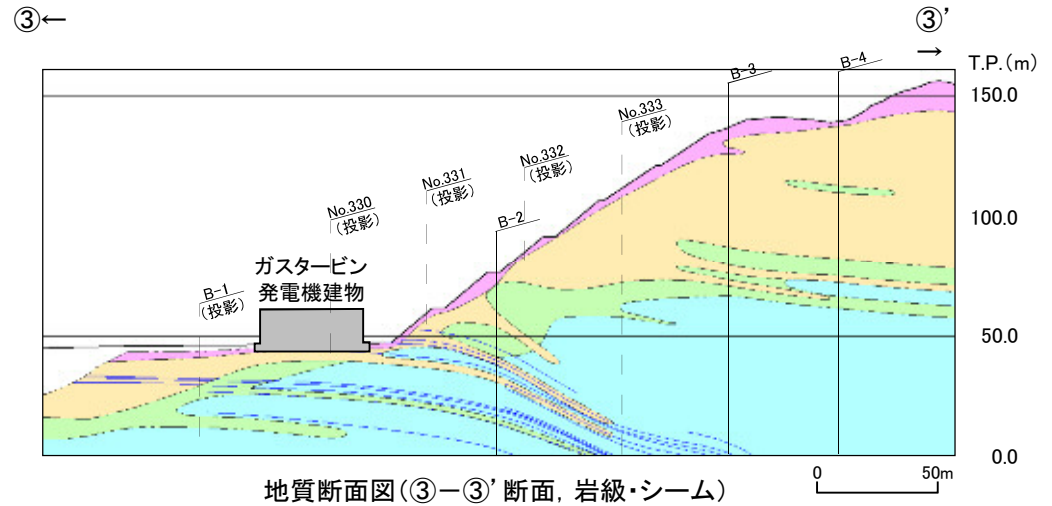 ③←
③’
→
T.P.(m)
150.0
100.0
50.0
0.0
B-3
B-4
No.333
(投影)
No.332
(投影)
No.331
(投影)
No.330
(投影)
B-2
B-1
(投影)
ガスタービン
発電機建物
0 50m
地質断面図(③-③’断面, 岩級・シーム)